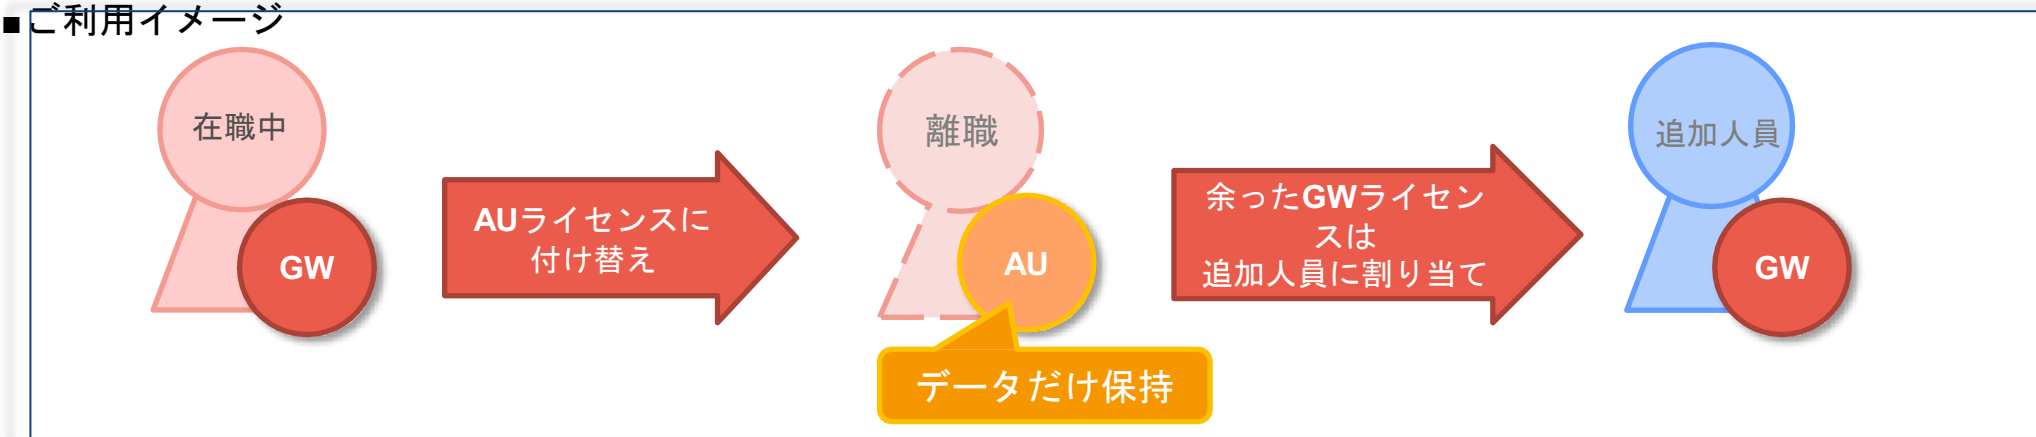 ■ご利用イメージ
在職中
GW
AUライセンスに
付け替え
離職
AU
データだけ保持
余ったGWライセン
スは
追加人員に割り当て
追加人員
GW